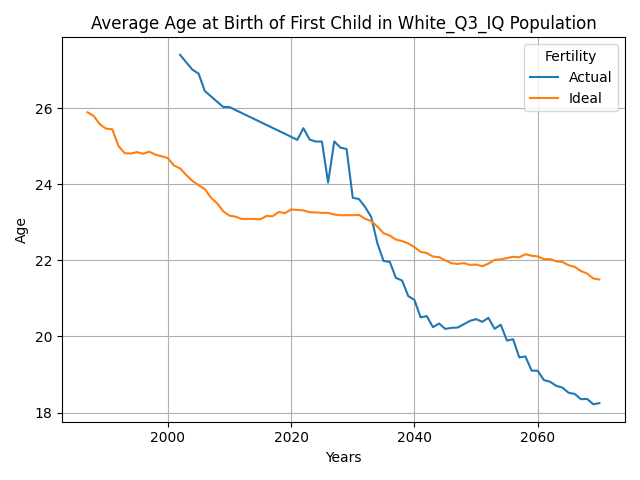 Average Age at Birth of First Child in White_Q3_IQ Population
Fertility
Actual
Ideal
Age
26
24
22
20
18
2000
2020
2040
2060
Years